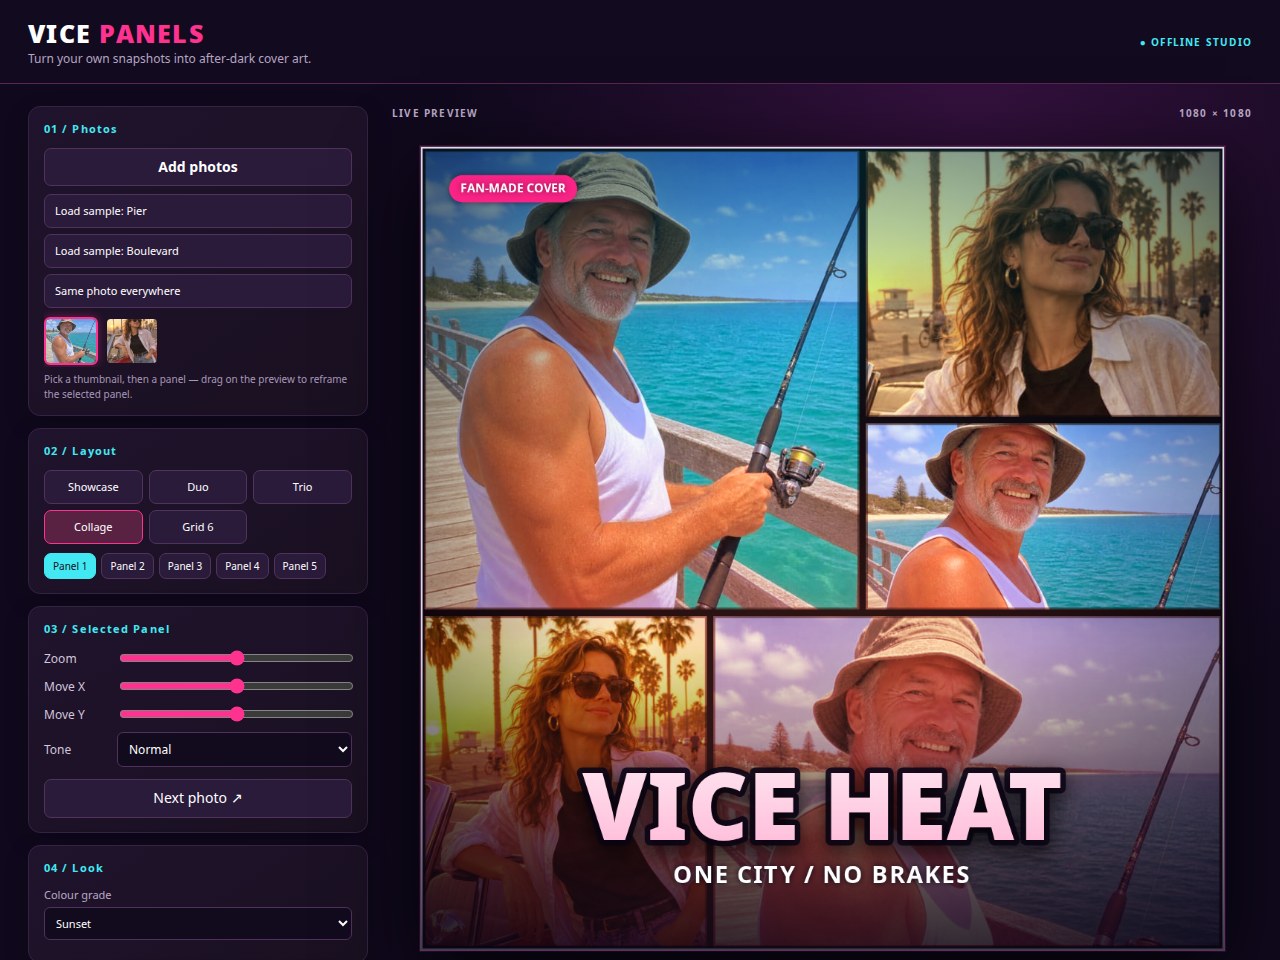 VICE PANELS
Turn your own snapshots into after-dark cover art.
● OFFLINE STUDIO
01 / Photos
Add photos
Load sample: Pier
Load sample: Boulevard
Same photo everywhere
Pick a thumbnail, then a panel — drag on the preview to reframe
the selected panel.
02 / Layout
Showcase
Duo
Trio
Collage
Grid 6
Panel 1
Panel 2
Panel 3
Panel 4
Panel 5
03 / Selected Panel
Zoom
Move X
Move Y
Tone
Normal
Next photo ↗
04 / Look
Colour grade
Sunset
LIVE PREVIEW
1080 × 1080
FAN-MADE COVER
VICE HEAT
ONE CITY / NO BRAKES